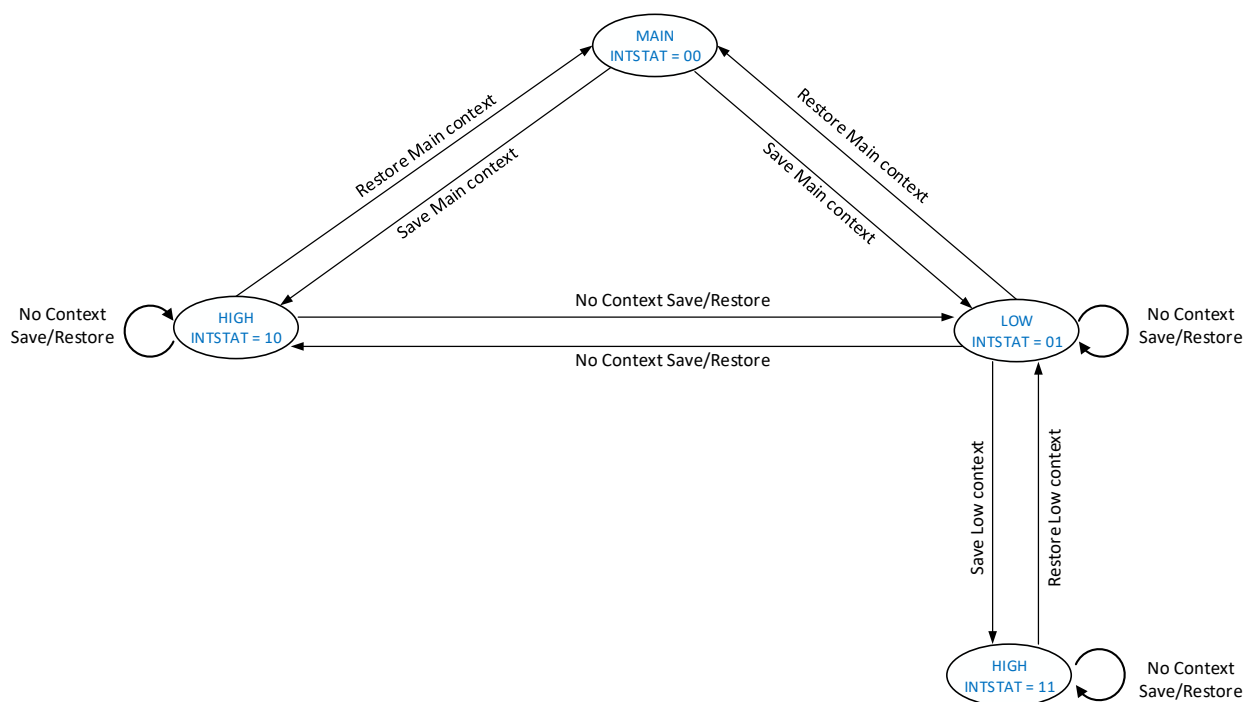 MAIN
INTSTAT = 00
Restore Main context
Save Main context
Save Main context
Restore Main context
No Context
Save/Restore
HIGH
INTSTAT = 10
No Context Save/Restore
No Context Save/Restore
LOW
INTSTAT = 01
No Context
Save/Restore
Save Low context
Restore Low context
HIGH
INTSTAT = 11
No Context
Save/Restore